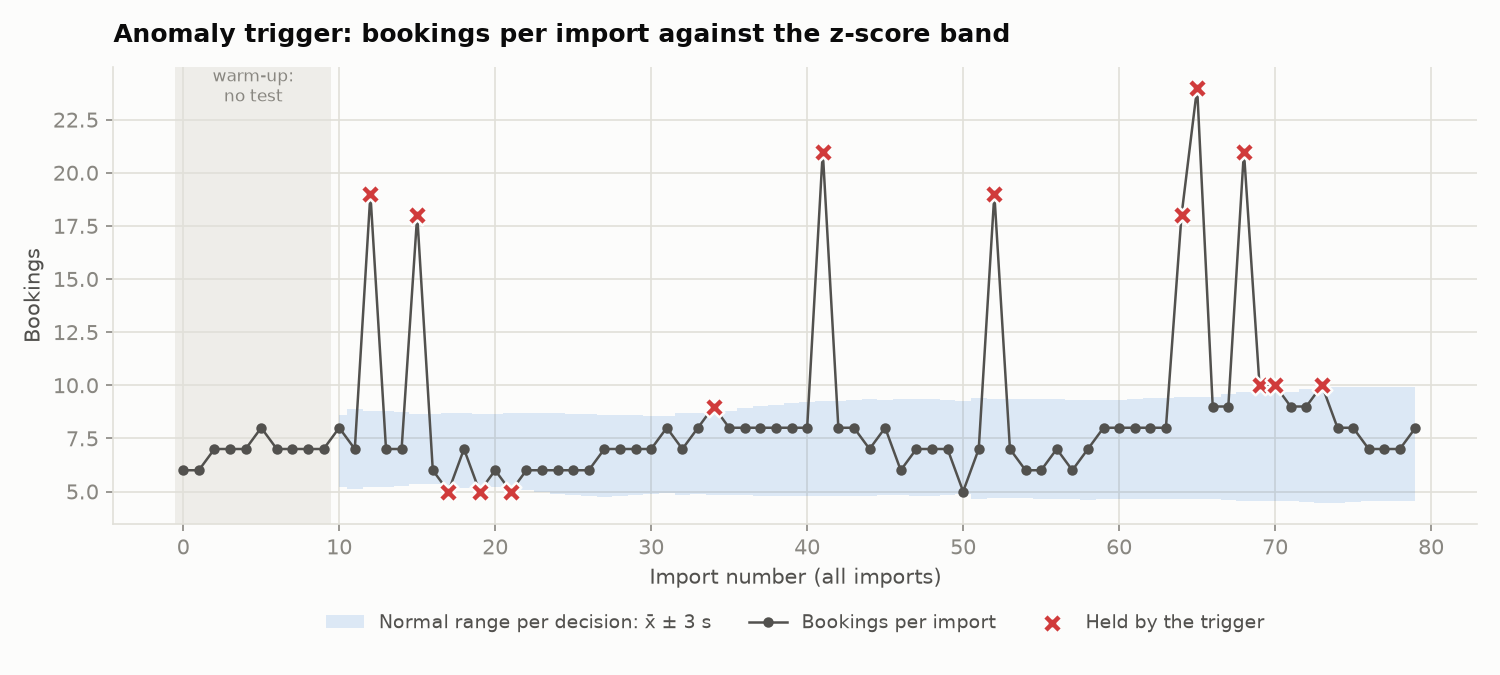 Anomaly trigger: bookings per import against the z-score band
warm-up:
no test
22.5
20.0
17.5
15.0
12.5
10.0
7.5
5.0
Bookings
0 10 20 30 40 50 60 70 80
Import number (all imports)
Normal range per decision: x̄ ± 3 s
Bookings per import
Held by the trigger